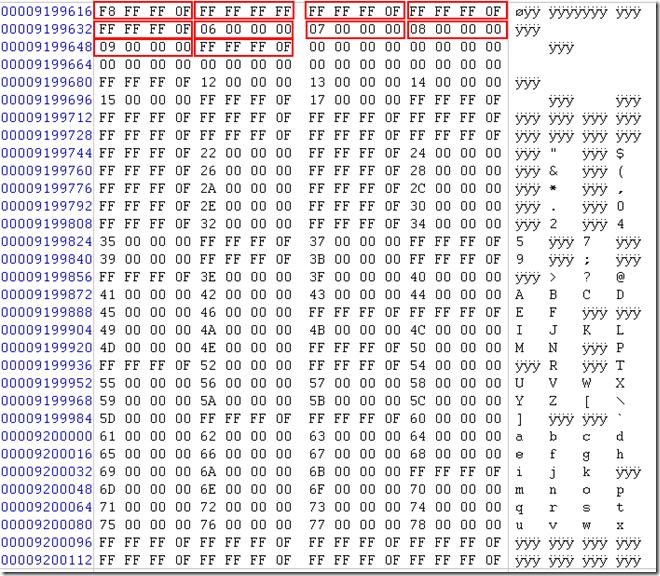 00009199616 F8 FF FF 0F FF FF FF FF FF FF FF 0F FF FF FF 0F øÿÿ ÿÿÿÿÿÿÿ ÿÿÿ
00009199632 FF FF FF 0F 06 00 00 00 07 00 00 00 08 00 00 00 ÿÿÿ
00009199648 09 00 00 00 FF FF FF 0F 00 00 00 00 00 00 00 00 ÿÿÿ
00009199664 00 00 00 00 00 00 00 00 00 00 00 00 00 00 00 00
00009199680 FF FF FF 0F 12 00 00 00 13 00 00 00 14 00 00 00 ÿÿÿ
00009199696 15 00 00 00 FF FF FF 0F 17 00 00 00 FF FF FF 0F ÿÿÿ ÿÿÿ
00009199712 FF FF FF 0F FF FF FF 0F FF FF FF 0F FF FF FF 0F ÿÿÿ ÿÿÿ ÿÿÿ ÿÿÿ
00009199728 FF FF FF 0F FF FF FF 0F FF FF FF 0F FF FF FF 0F ÿÿÿ ÿÿÿ ÿÿÿ ÿÿÿ
00009199744 FF FF FF 0F 22 00 00 00 FF FF FF 0F 24 00 00 00 ÿÿÿ " ÿÿÿ $
00009199760 FF FF FF 0F 26 00 00 00 FF FF FF 0F 28 00 00 00 ÿÿÿ & ÿÿÿ (
00009199776 FF FF FF 0F 2A 00 00 00 FF FF FF 0F 2C 00 00 00 ÿÿÿ * ÿÿÿ ,
00009199792 FF FF FF 0F 2E 00 00 00 FF FF FF 0F 30 00 00 00 ÿÿÿ . ÿÿÿ 0
00009199808 FF FF FF 0F 32 00 00 00 FF FF FF 0F 34 00 00 00 ÿÿÿ 2 ÿÿÿ 4
00009199824 35 00 00 00 FF FF FF 0F 37 00 00 00 FF FF FF 0F 5 ÿÿÿ 7 ÿÿÿ
00009199840 39 00 00 00 FF FF FF 0F 3B 00 00 00 FF FF FF 0F 9 ÿÿÿ ; ÿÿÿ
00009199856 FF FF FF 0F 3E 00 00 00 3F 00 00 00 40 00 00 00 ÿÿÿ > ? @
00009199872 41 00 00 00 42 00 00 00 43 00 00 00 44 00 00 00 A B C D
00009199888 45 00 00 00 46 00 00 00 FF FF FF 0F FF FF FF 0F E F ÿÿÿ ÿÿÿ
00009199904 49 00 00 00 4A 00 00 00 4B 00 00 00 4C 00 00 00 I J K L
00009199920 4D 00 00 00 4E 00 00 00 FF FF FF 0F 50 00 00 00 M N ÿÿÿ P
00009199936 FF FF FF 0F 52 00 00 00 FF FF FF 0F 54 00 00 00 ÿÿÿ R ÿÿÿ T
00009199952 55 00 00 00 56 00 00 00 57 00 00 00 58 00 00 00 U V W X
00009199968 59 00 00 00 5A 00 00 00 5B 00 00 00 5C 00 00 00 Y Z [ \
00009199984 5D 00 00 00 FF FF FF 0F FF FF FF 0F 60 00 00 00 ] ÿÿÿ ÿÿÿ `
00009200000 61 00 00 00 62 00 00 00 63 00 00 00 64 00 00 00 a b c d
00009200016 65 00 00 00 66 00 00 00 67 00 00 00 68 00 00 00 e f g h
00009200032 69 00 00 00 6A 00 00 00 6B 00 00 00 FF FF FF 0F i j k ÿÿÿ
00009200048 6D 00 00 00 6E 00 00 00 6F 00 00 00 70 00 00 00 m n o p
00009200064 71 00 00 00 72 00 00 00 73 00 00 00 74 00 00 00 q r s t
00009200080 75 00 00 00 76 00 00 00 77 00 00 00 78 00 00 00 u v w x
00009200096 FF FF FF 0F FF FF FF 0F FF FF FF 0F FF FF FF 0F ÿÿÿ ÿÿÿ ÿÿÿ ÿÿÿ
00009200112 FF FF FF 0F FF FF FF 0F FF FF FF 0F FF FF FF 0F ÿÿÿ ÿÿÿ ÿÿÿ ÿÿÿ